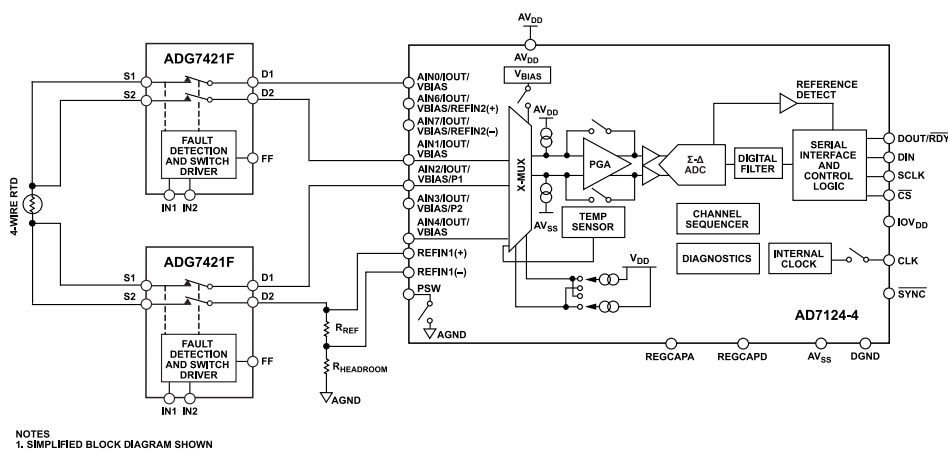 AVDD
ADG7421F
S1
D1
S2
D2
FAULT
DETECTION
AND SWITCH
DRIVER
FF
IN1 IN2
4-WIRE RTD
ADG7421F
S1
D1
S2
D2
FAULT
DETECTION
AND SWITCH
DRIVER
FF
IN1 IN2
RREF
RHEADROOM
AGND
AVDD
AIN0/IOUT/
VBIAS
AIN6/IOUT/
VBIAS/REFIN2(+)
AIN7/IOUT/
VBIAS/REFIN2(–)
AIN1/IOUT/
VBIAS
AIN2/IOUT/
VBIAS/P1
AIN3/IOUT/
VBIAS/P2
AIN4/IOUT/
VBIAS
REFIN1(+)
REFIN1(–)
PSW
AGND
VBIAS
AVDD
X-MUX
AVSS
PGA
TEMP
SENSOR
VDD
Σ-Δ
ADC
DIGITAL
FILTER
REFERENCE
DETECT
SERIAL
INTERFACE
AND
CONTROL
LOGIC
CHANNEL
SEQUENCER
DIAGNOSTICS
INTERNAL
CLOCK
DOUT/RDY
DIN
SCLK
CS
IOVDD
CLK
SYNC
AD7124-4
REGCAPA
REGCAPD
AVSS
DGND
NOTES
1. SIMPLIFIED BLOCK DIAGRAM SHOWN